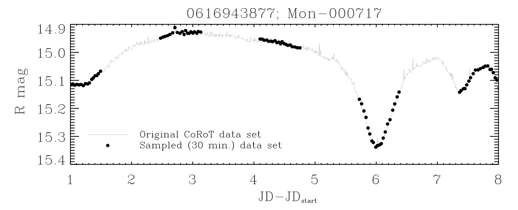 0616943877; Mon-000717
14.9
15.0
15.1
15.2
15.3
15.4
R mag
Original CoRoT data set
Sampled (30 min.) data set
1 2 3 4 5 6 7 8
JD-JDstart